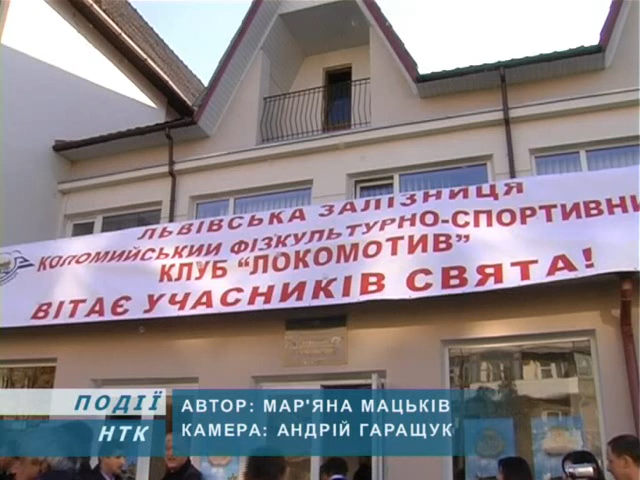 ЛЬВІВСЬКА ЗАЛІЗНИЦЯ
КОЛОМИЙСЬКИЙ ФІЗКУЛЬТУРНО-СПОРТИВНИ
КЛУБ "ЛОКОМОТИВ"
ВІТАЄ УЧАСНИКІВ СВЯТА!
ПОДІЇ
НТК
АВТОР: МАР'ЯНА МАЦЬКІВ
КАМЕРА: АНДРІЙ ГАРАЩУК